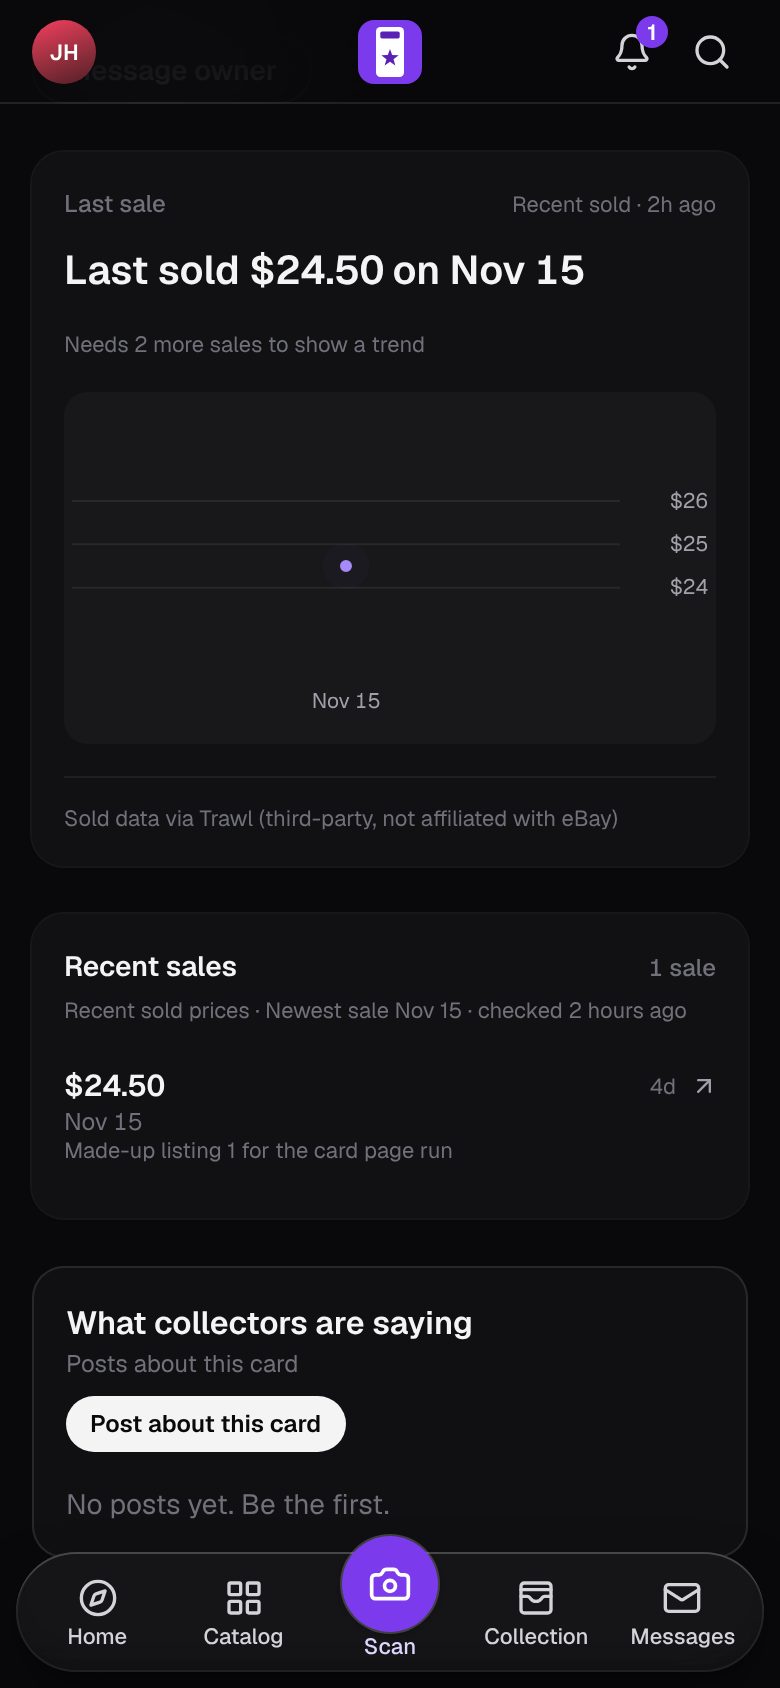 JH
Message owner
1
Last sale
Recent sold · 2h ago
Last sold $24.50 on Nov 15
Needs 2 more sales to show a trend
$26
$25
$24
Nov 15
Sold data via Trawl (third-party, not affiliated with eBay)
Recent sales
1 sale
Recent sold prices · Newest sale Nov 15 · checked 2 hours ago
$24.50
4d
Nov 15
Made-up listing 1 for the card page run
What collectors are saying
Posts about this card
Post about this card
No posts yet. Be the first.
Home
Catalog
Scan
Collection
Messages